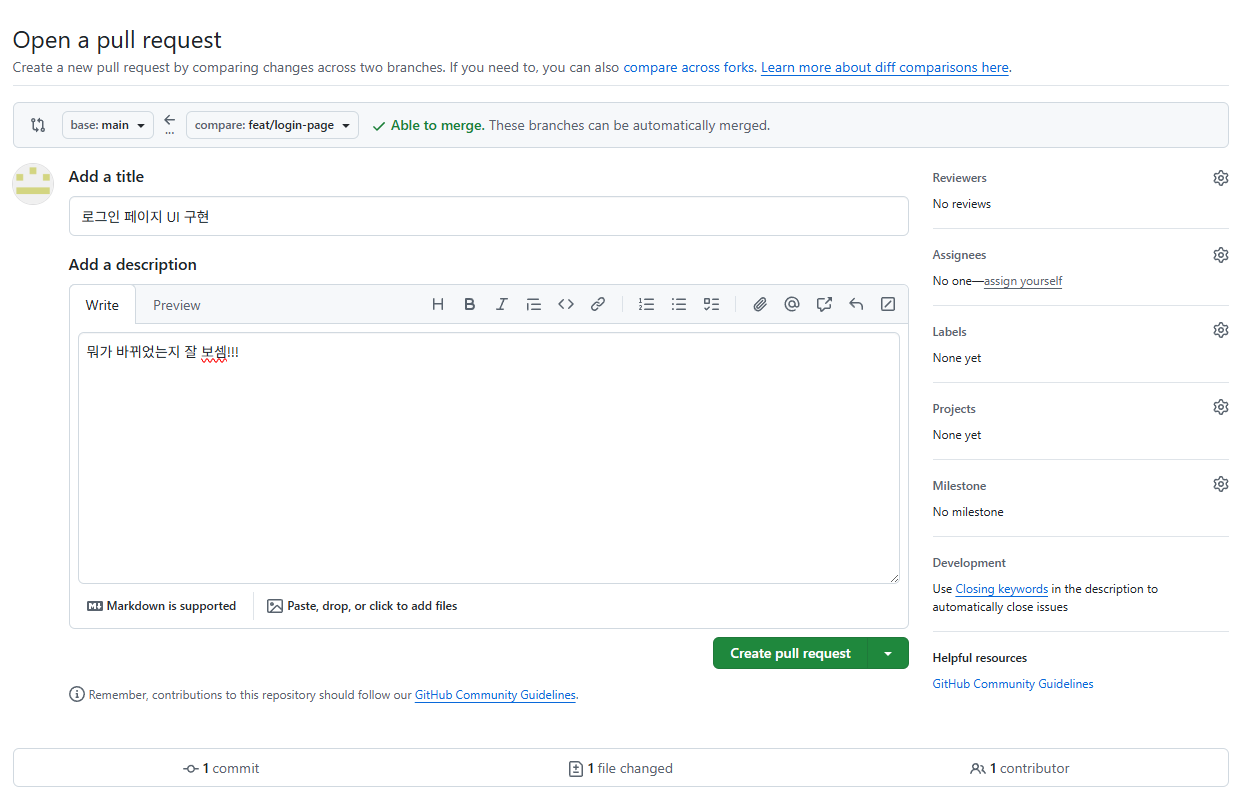 Open a pull request
Create a new pull request by comparing changes across two branches. If you need to, you can also compare across forks. Learn more about diff comparisons here.
base: main
...
compare: feat/login-page
Able to merge. These branches can be automatically merged.
Add a title
로그인 페이지 UI 구현
Add a description
Write
Preview
뭐가 바뀌었는지 잘 보셈!!!
Markdown is supported
Paste, drop, or click to add files
Create pull request
Remember, contributions to this repository should follow our GitHub Community Guidelines.
Reviewers
No reviews
Assignees
No one—assign yourself
Labels
None yet
Projects
None yet
Milestone
No milestone
Development
Use Closing keywords in the description to
automatically close issues
Helpful resources
GitHub Community Guidelines
1 commit
1 file changed
1 contributor